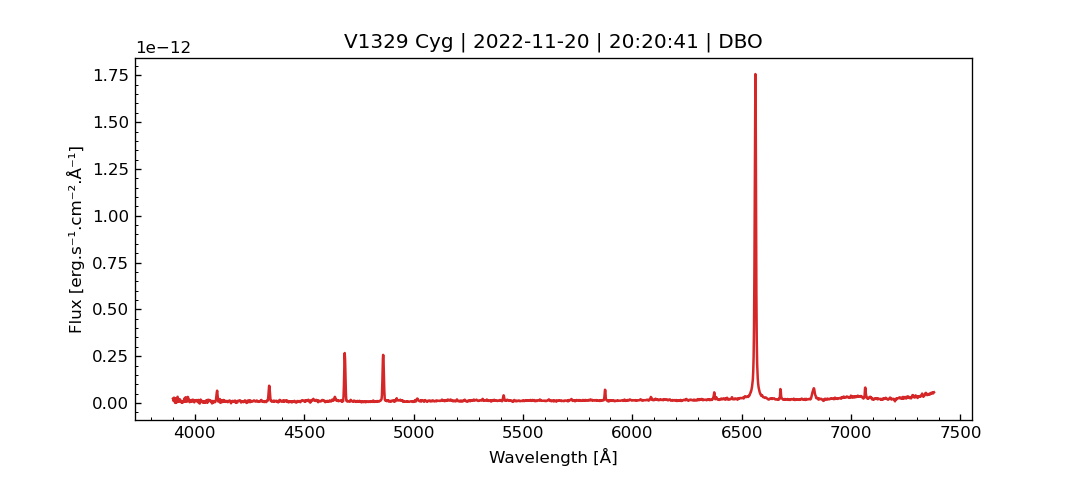 V1329 Cyg | 2022-11-20 | 20:20:41 | DBO
1e−12
1.75
1.50
1.25
1.00
0.75
0.50
0.25
0.00
Flux [erg.s⁻¹.cm⁻².Å⁻¹]
4000 4500 5000 5500 6000 6500 7000 7500
Wavelength [Å]